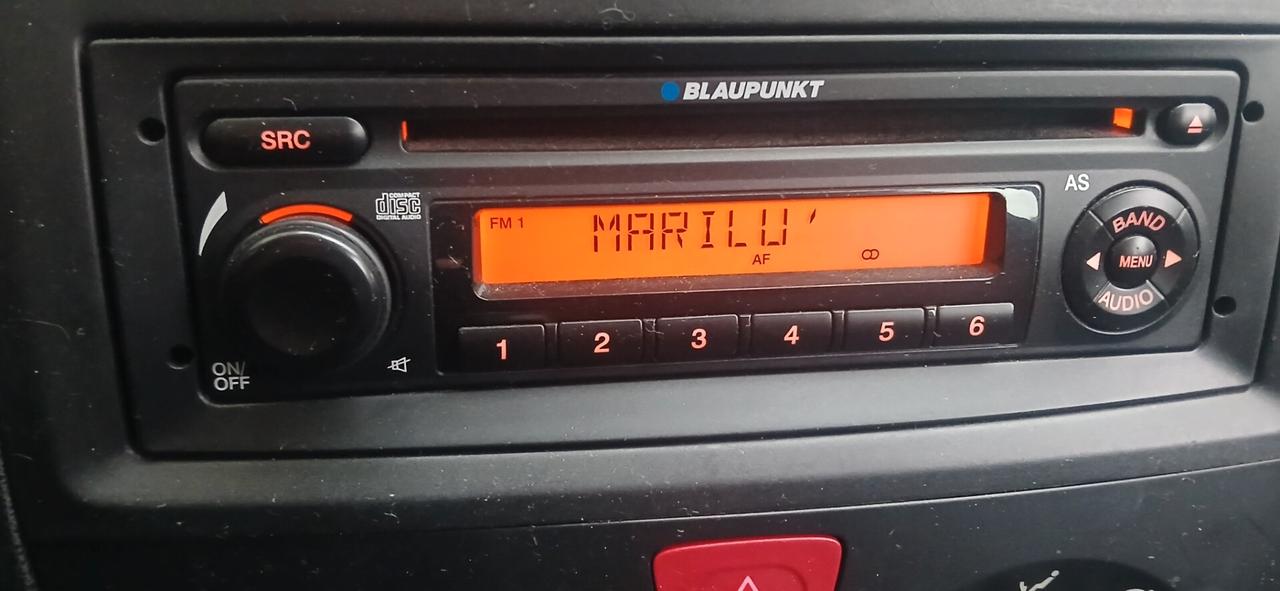 BLAUPUNKT
SRC
COMPACT
disc
DIGITAL AUDIO
AS
FM 1
MARILU'
AF
BAND
MENU
AUDIO
1 2 3 4 5 6
ON/
OFF